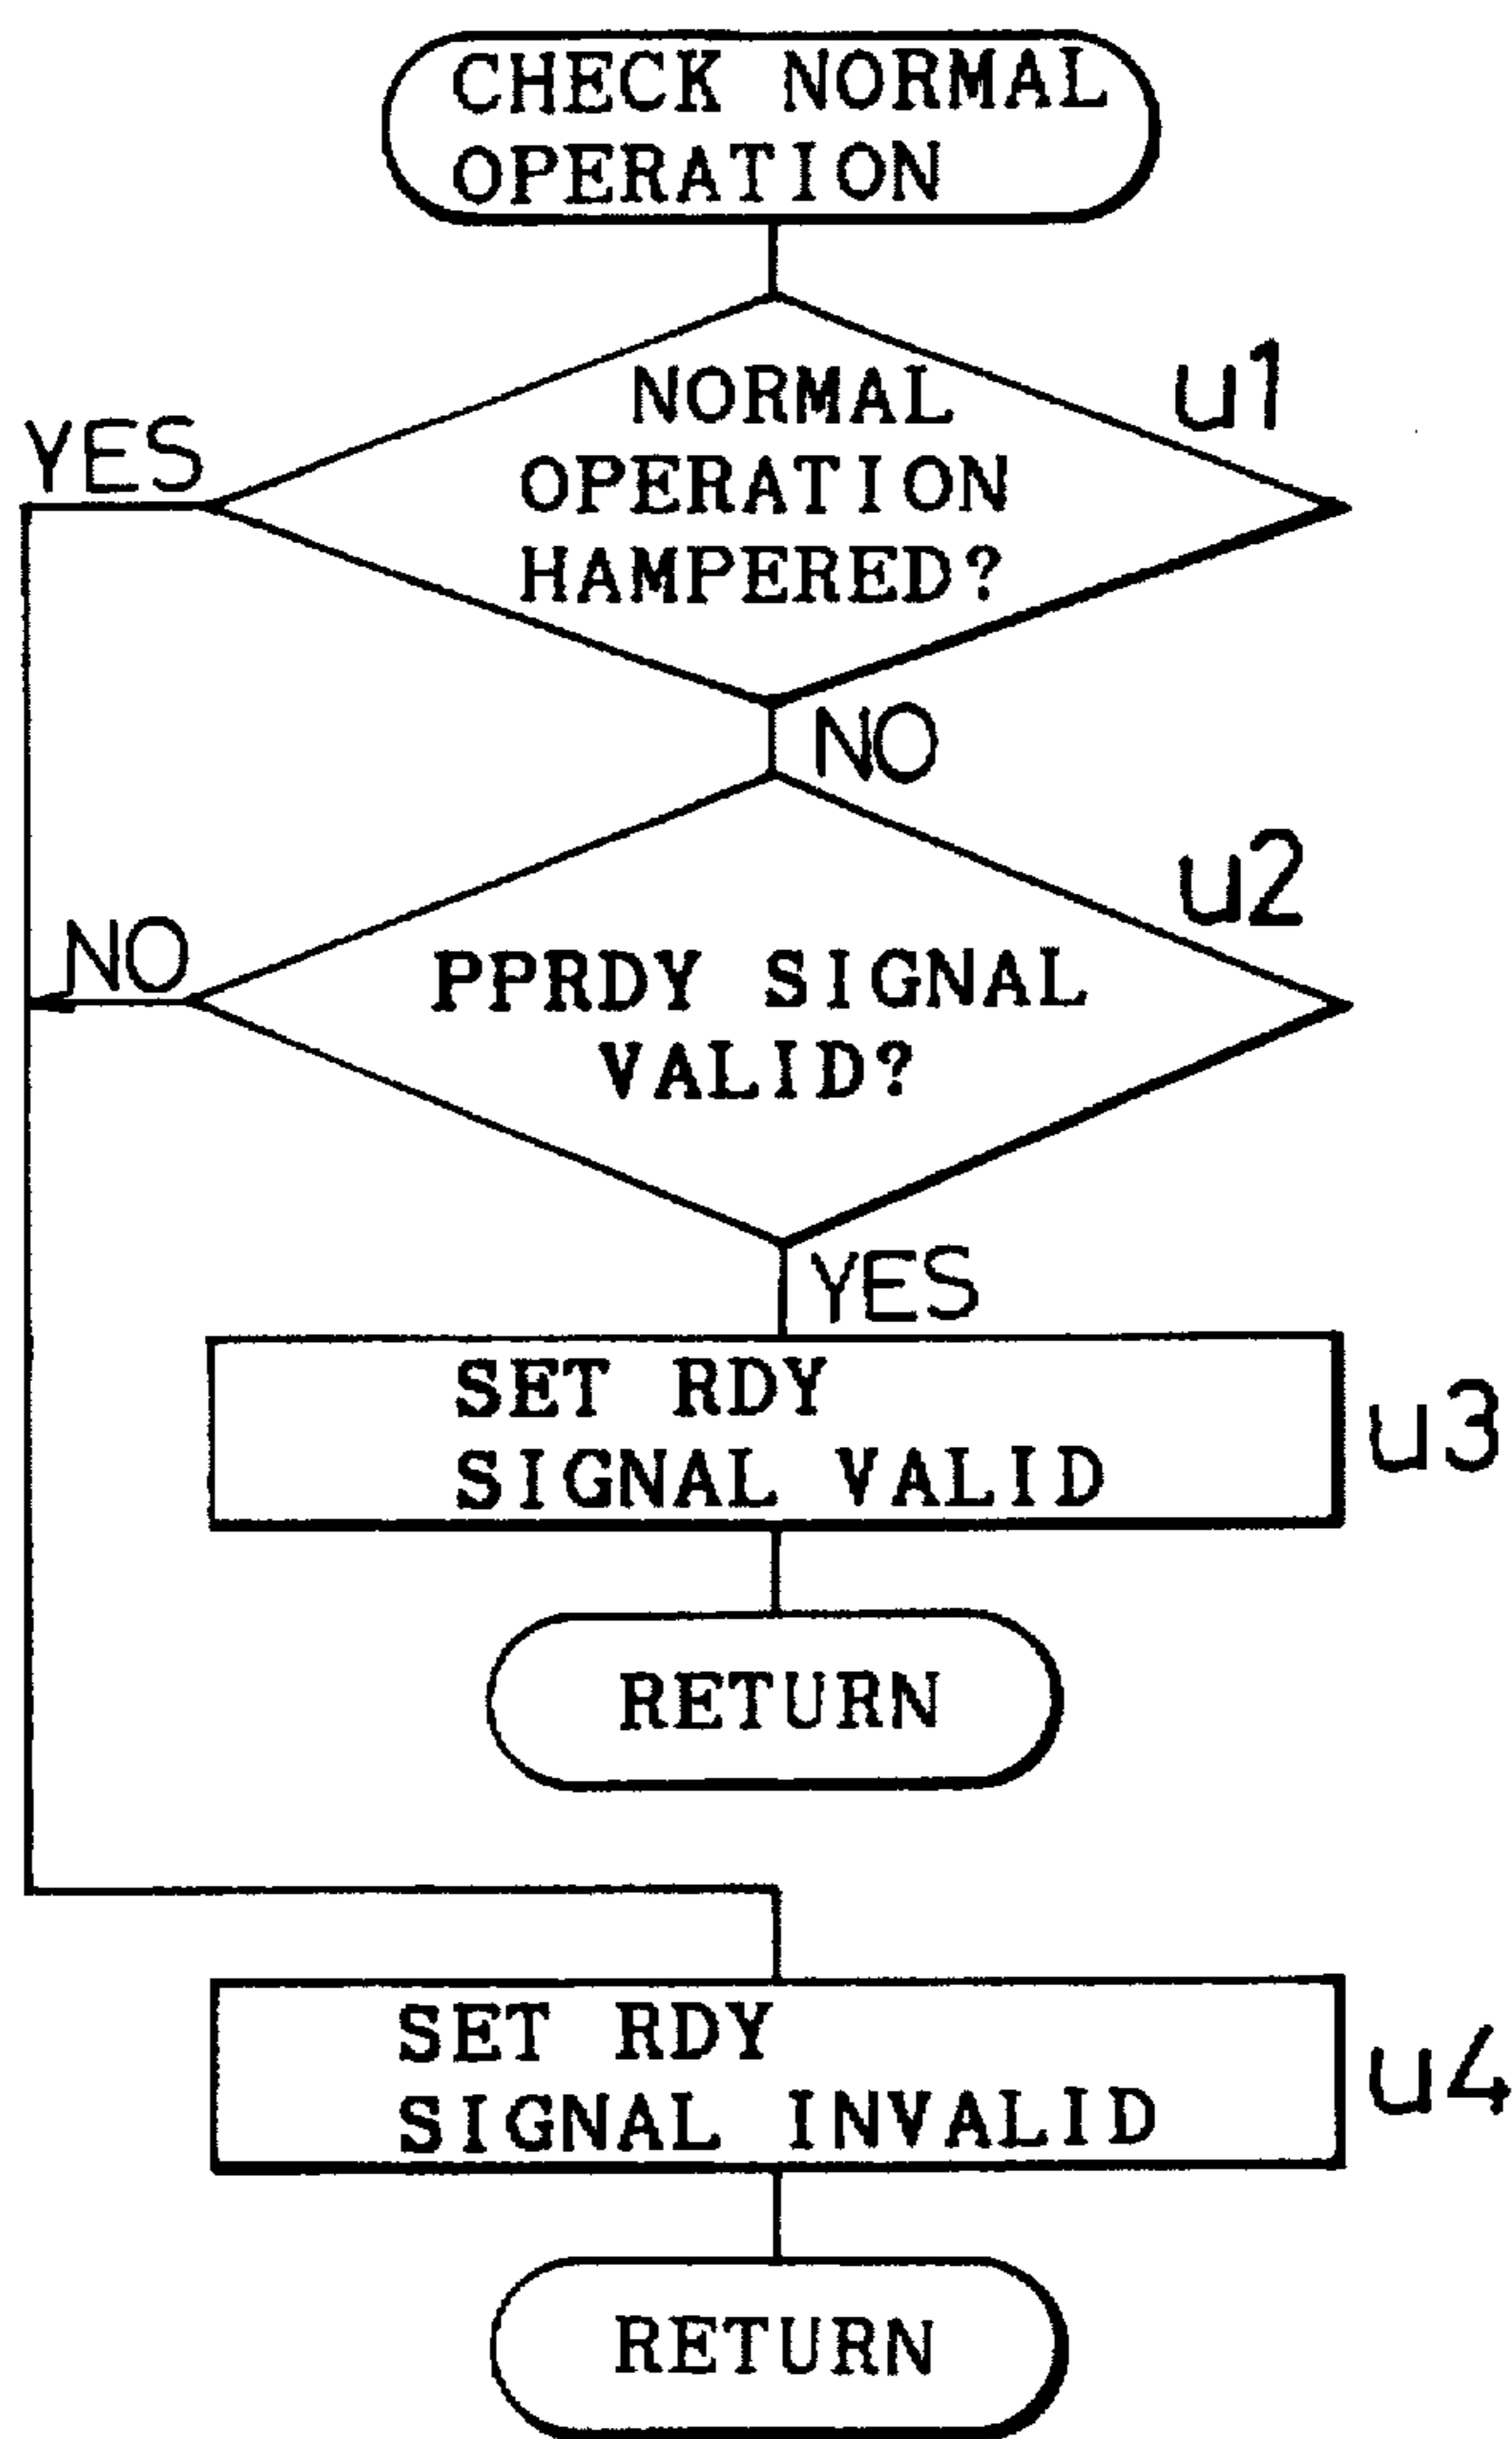 CHECK NORMAL
OPERATION
u1
NORMAL
OPERATION
HAMPERED?
YES
NO
u2
NO
PPRDY SIGNAL
VALID?
YES
SET RDY
SIGNAL VALID
u3
RETURN
SET RDY
SIGNAL INVALID
u4
RETURN